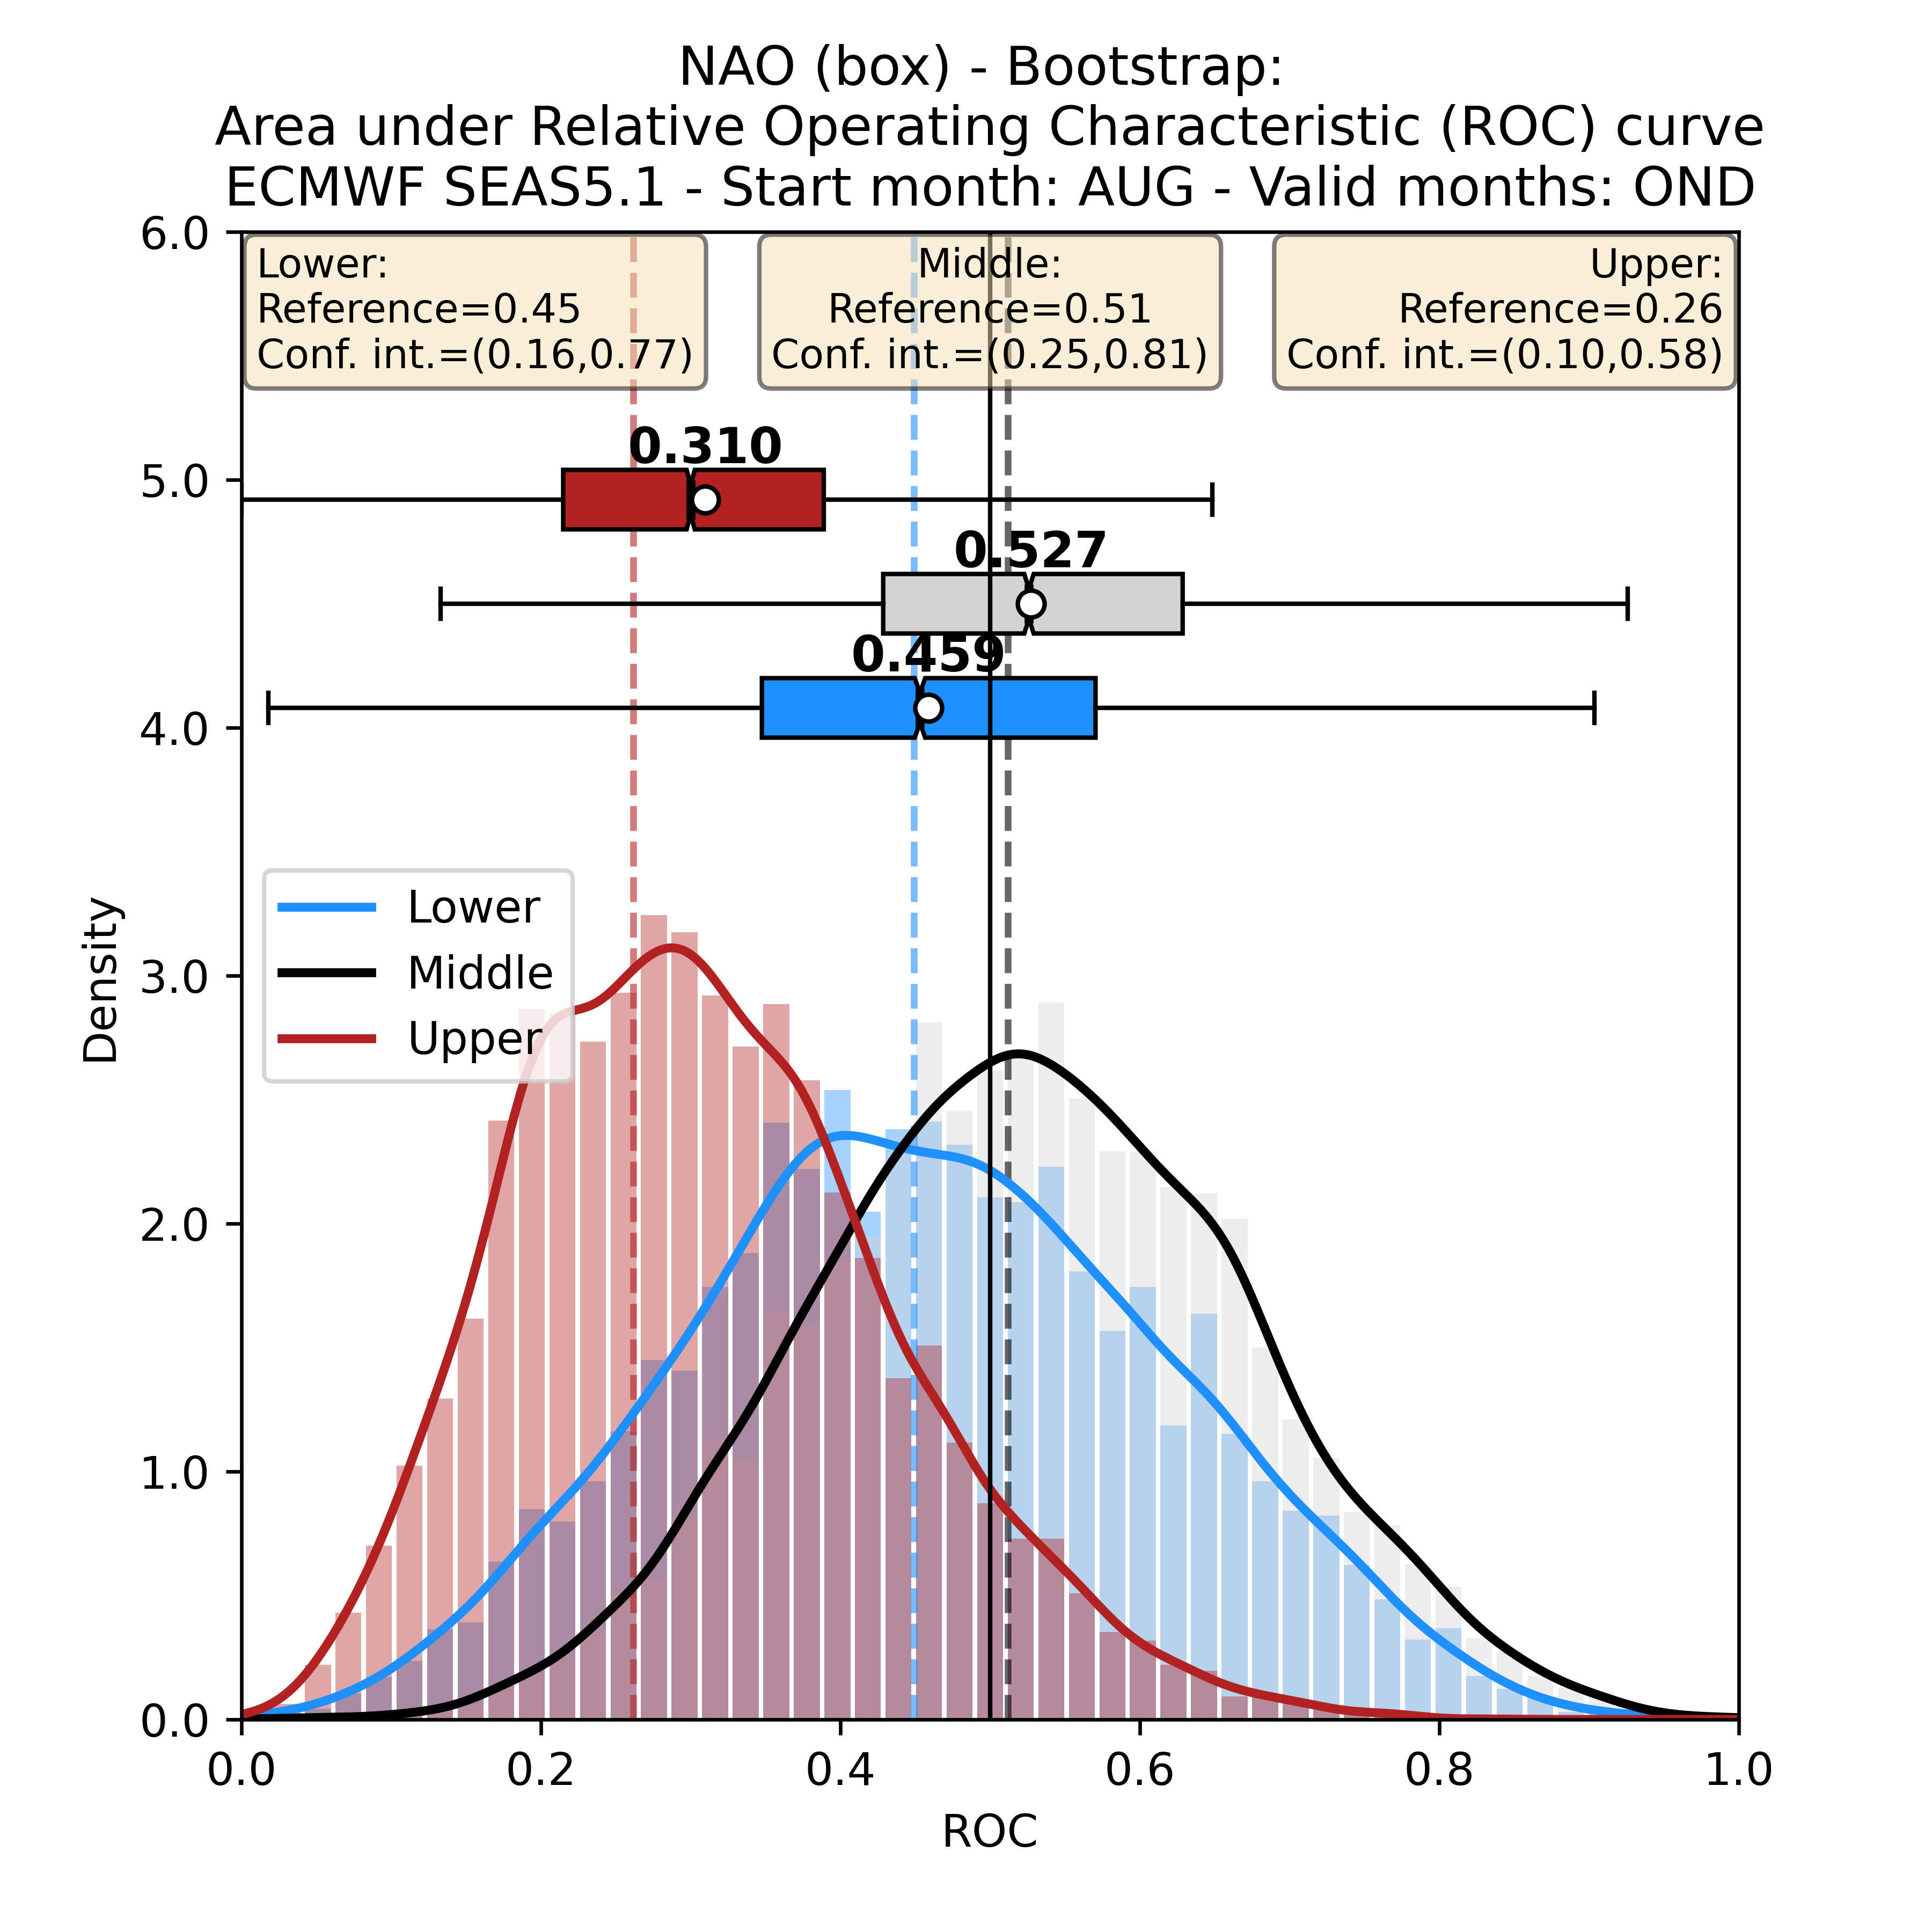 NAO (box) - Bootstrap:
Area under Relative Operating Characteristic (ROC) curve
ECMWF SEAS5.1 - Start month: AUG - Valid months: OND
Lower:
Reference=0.45
Conf. int.=(0.16,0.77)
Middle:
Reference=0.51
Conf. int.=(0.25,0.81)
Upper:
Reference=0.26
Conf. int.=(0.10,0.58)
0.310
0.527
0.459
Lower
Middle
Upper
Density
6.0
5.0
4.0
3.0
2.0
1.0
0.0
0.0 0.2 0.4 0.6 0.8 1.0
ROC